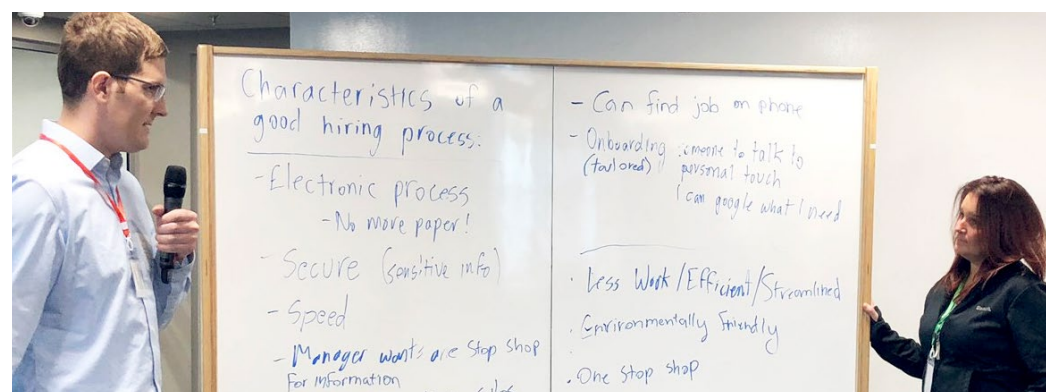 Characteristics of a
good hiring process:
- Electronic process
- No more paper!
- Secure (sensitive info)
- Speed
- Manager wants one stop shop
For information
- Can find job on phone
- Onboarding : someone to talk to
(tailored) personal touch
I can google what I need
· Less Work/Efficient/Streamlined
· Environmentally Friendly
· One stop shop